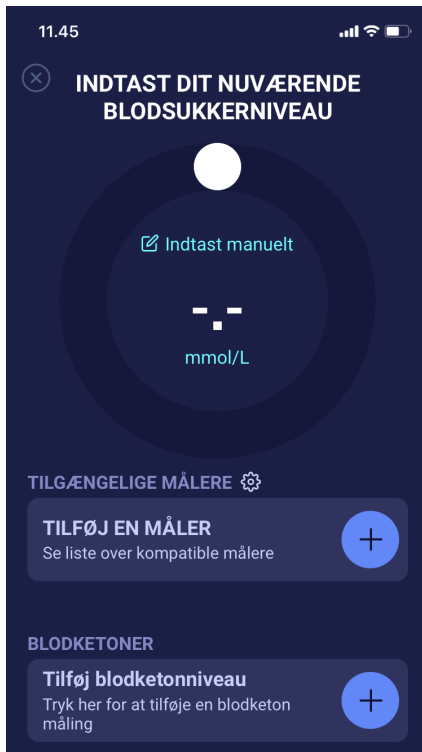 11.45
INDTAST DIT NUVÆRENDE
BLODSUKKERNIVEAU
Indtast manuelt
-.-
mmol/L
TILGÆNGELIGE MÅLERE
TILFØJ EN MÅLER
Se liste over kompatible målere
BLODKETONER
Tilføj blodketonniveau
Tryk her for at tilføje en blodketon
måling